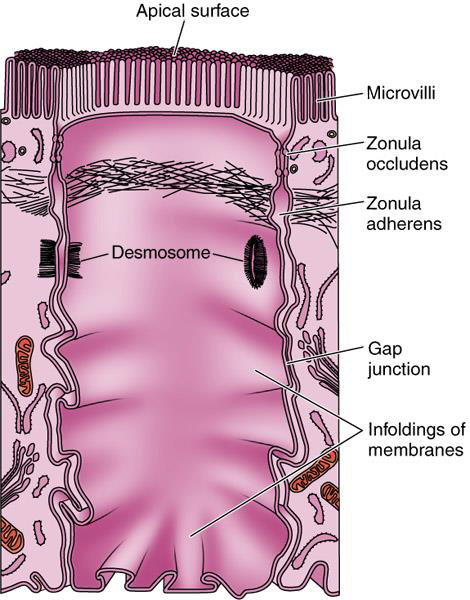 Apical surface
Microvilli
Zonula
occludens
Zonula
adherens
Desmosome
Gap
junction
Infoldings of
membranes